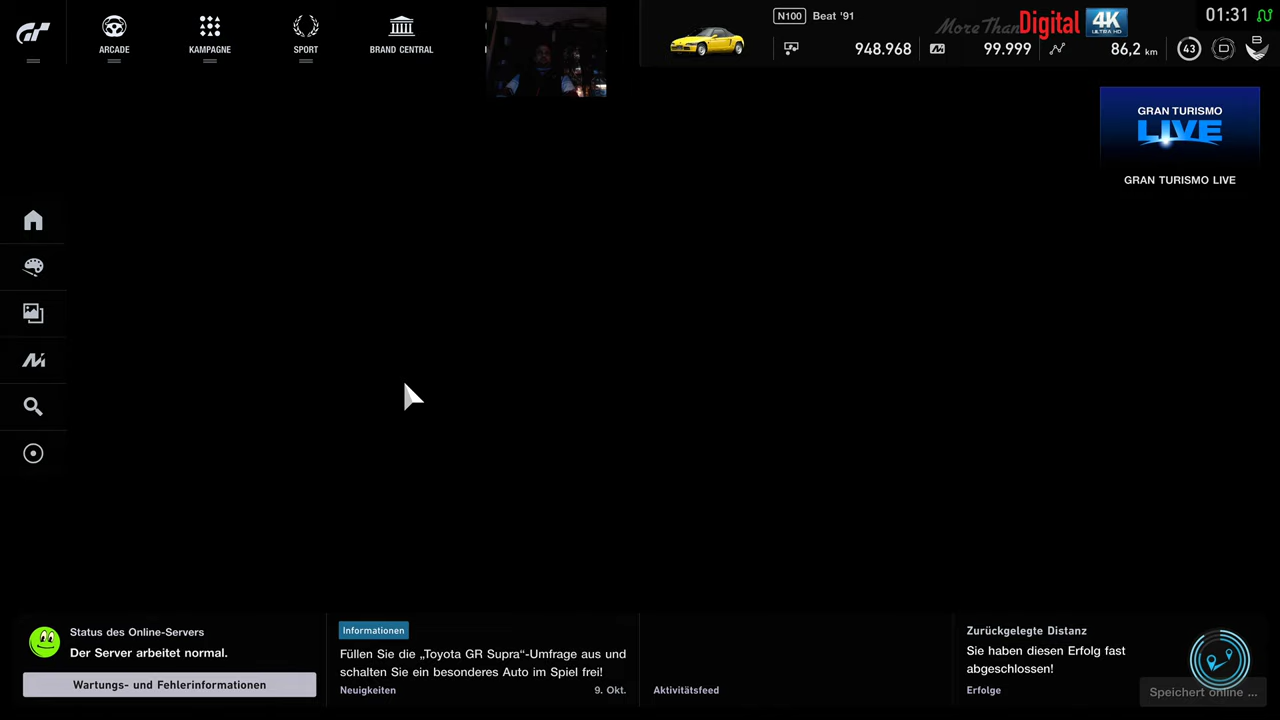 ARCADE
KAMPAGNE
SPORT
BRAND CENTRAL
N100 Beat '91
More Than Digital 4K
ULTRA HD
01:31
948.968
99.999
86,2 km
43
B
GRAN TURISMO
LIVE
GRAN TURISMO LIVE
Status des Online-Servers
Der Server arbeitet normal.
Wartungs- und Fehlerinformationen
Informationen
Füllen Sie die „Toyota GR Supra“-Umfrage aus und
schalten Sie ein besonderes Auto im Spiel frei!
Neuigkeiten
9. Okt.
Aktivitätsfeed
Zurückgelegte Distanz
Sie haben diesen Erfolg fast
abgeschlossen!
Erfolge
Speichert online ...